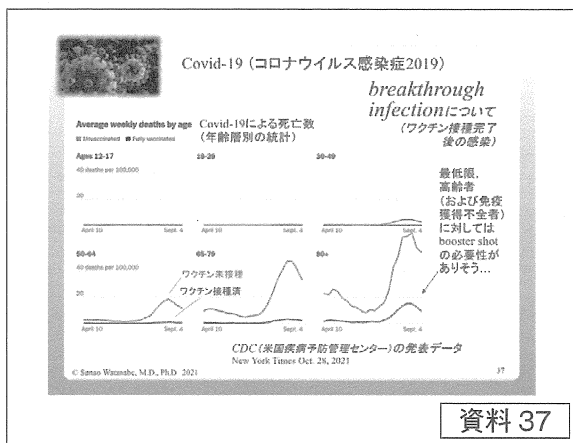 Covid-19 (コロナウイルス感染症2019)
breakthrough
infectionについて
(ワクチン接種完了
後の感染)
Average weekly deaths by age
Covid-19による死亡数
(年齢層別の統計)
Unvaccinated Fully vaccinated
Ages 12-17
18-29
30-49
40 deaths per 100,000
20
April 10
Sept. 4
April 10
Sept. 4
April 10
Sept. 4
最低限,
高齢者
(および免疫
獲得不全者)
に対しては
booster shot
の必要性が
ありそう...
50-64
65-79
80+
40 deaths per 100,000
ワクチン未接種
ワクチン接種済
20
April 10
Sept. 4
April 10
Sept. 4
April 10
Sept. 4
CDC(米国疾病予防管理センター)の発表データ
New York Times Oct. 28, 2021
© Sanao Watanabe, M.D., Ph.D 2021
37
資料 37